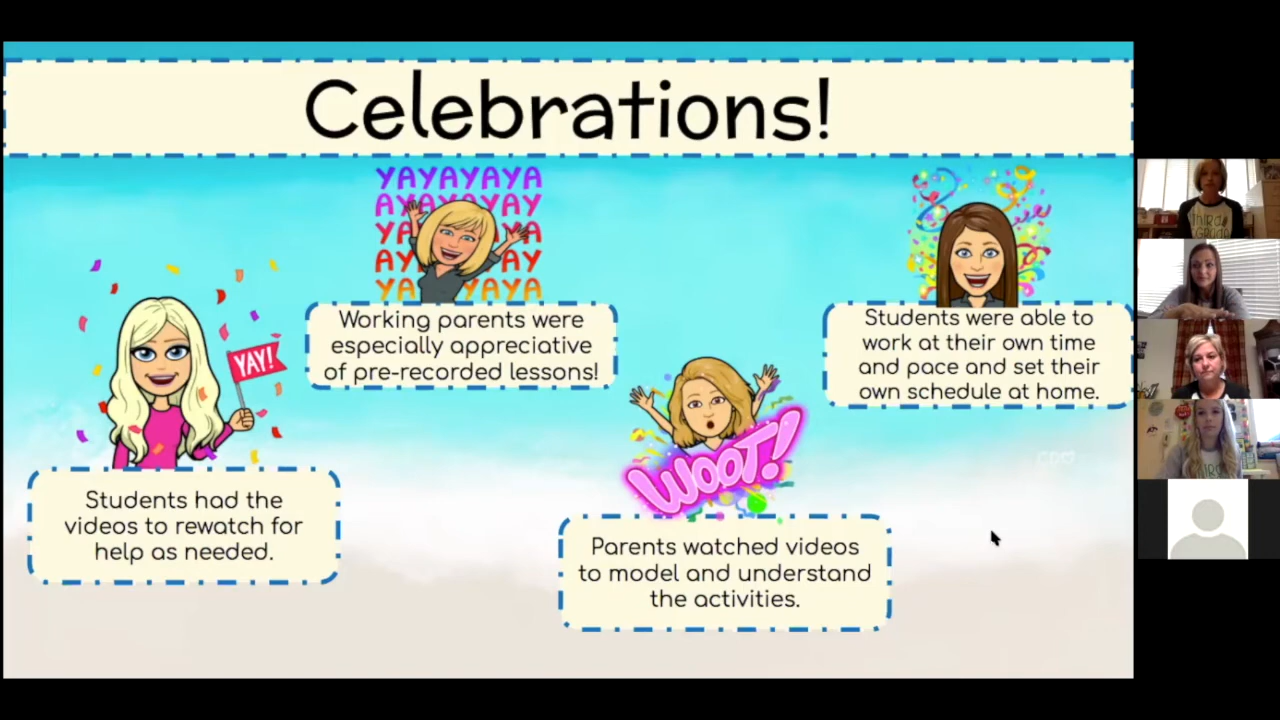 Celebrations!
YAYAYAYA
AYAYAYAY
YA YA
AY AY
YA YAYA
YAY!
Working parents were
especially appreciative
of pre-recorded lessons!
Students were able to
work at their own time
and pace and set their
own schedule at home.
Students had the
videos to rewatch for
help as needed.
WOOT!
Parents watched videos
to model and understand
the activities.
THIRD
GRADE